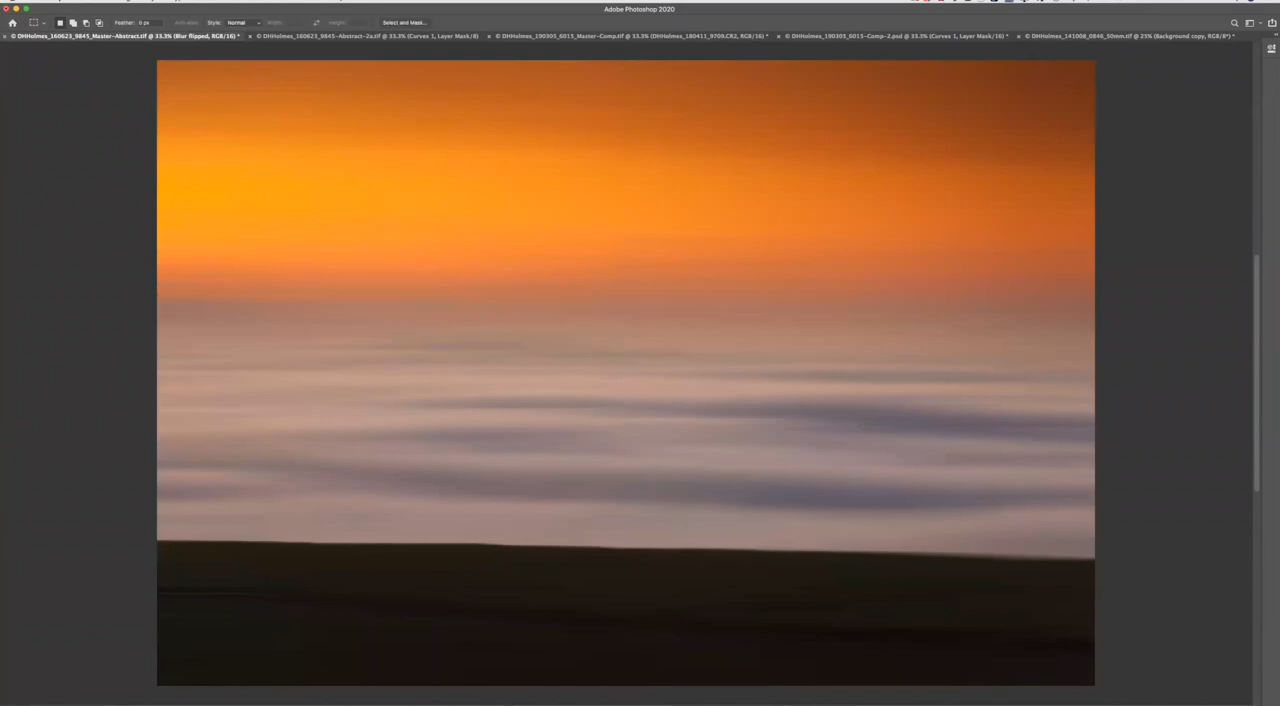 Adobe Photoshop 2020
Feather: 0 px Antialias Style: Normal Width: Height: Select and Mask...
DHHolmes_160623_9845_Master-Abstract.tif @ 33.3% (Blur flipped, RGB/16) *
DHHolmes_160623_9845-Abstract-2a.tif @ 33.3% (Curves 1, Layer Mask/8)
DHHolmes_190305_6015_Master-Comp.tif @ 33.3% (DHHolmes_180411_9709.CR2, RGB/16) *
DHHolmes_190305_6015-Comp-2.psd @ 33.3% (Curves 1, Layer Mask/16) *
DHHolmes_141008_0846_50mm.tif @ 25% (Background copy, RGB/8*) *